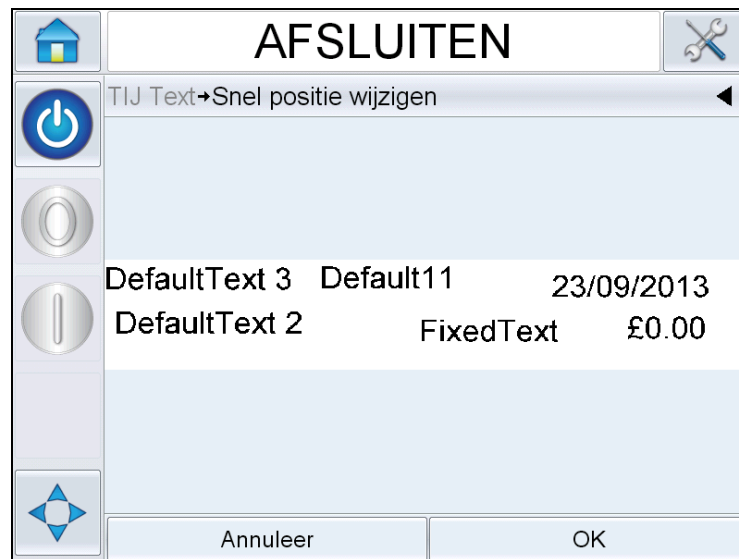 AFSLUITEN
TIJ Text→Snel positie wijzigen
DefaultText 3 Default11 23/09/2013
DefaultText 2 FixedText £0.00
Annuleer OK